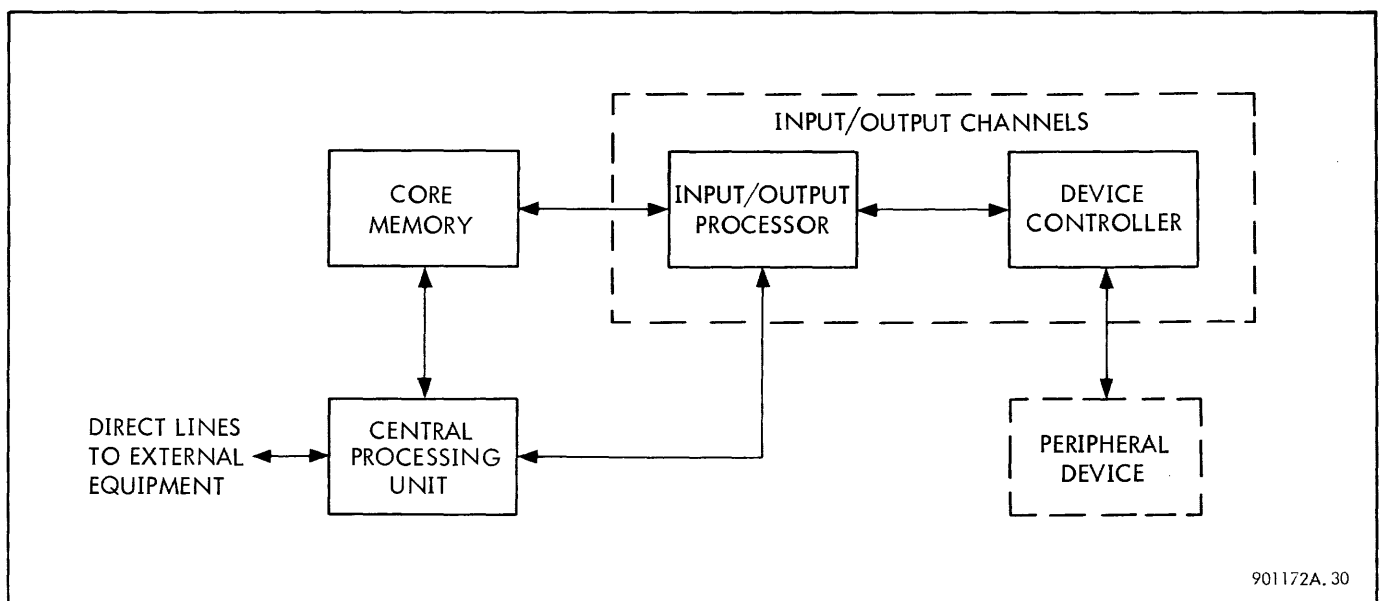 INPUT/OUTPUT CHANNELS
CORE
MEMORY
INPUT/OUTPUT
PROCESSOR
DEVICE
CONTROLLER
DIRECT LINES
TO EXTERNAL
EQUIPMENT
CENTRAL
PROCESSING
UNIT
PERIPHERAL
DEVICE
901172A.30